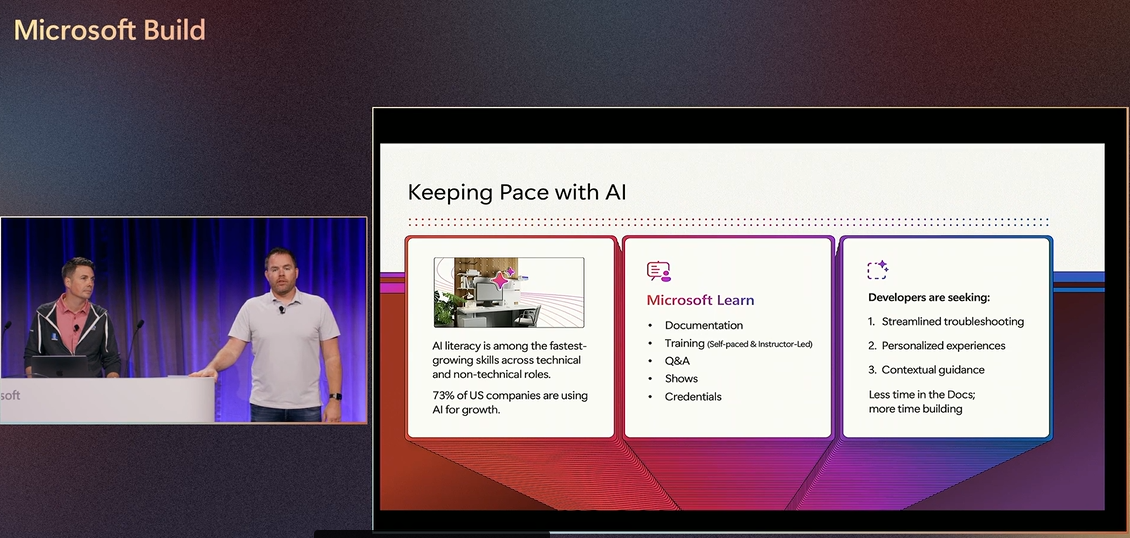 Microsoft Build
Keeping Pace with AI
AI literacy is among the fastest-
growing skills across technical
and non-technical roles.
73% of US companies are using
AI for growth.
Microsoft Learn
• Documentation
• Training (Self-paced & Instructor-Led)
• Q&A
• Shows
• Credentials
Developers are seeking:
1. Streamlined troubleshooting
2. Personalized experiences
3. Contextual guidance
Less time in the Docs;
more time building
soft